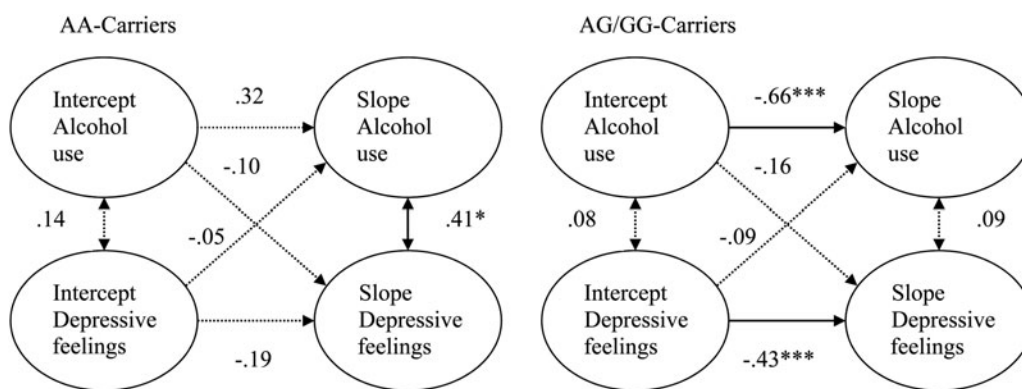 AA-Carriers
Intercept
Alcohol
use
.32
Slope
Alcohol
use
-.10
.14
-.05
.41*
Intercept
Depressive
feelings
-.19
Slope
Depressive
feelings
AG/GG-Carriers
Intercept
Alcohol
use
-.66***
Slope
Alcohol
use
-.16
.08
-.09
.09
Intercept
Depressive
feelings
-.43***
Slope
Depressive
feelings